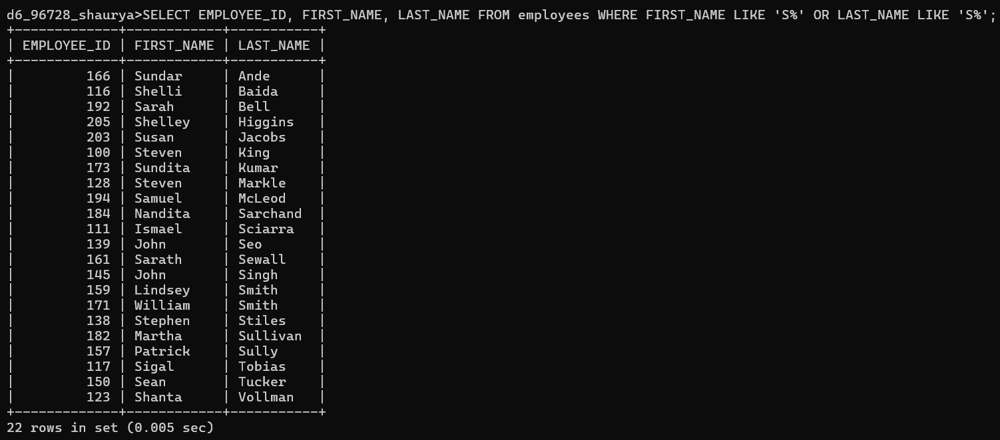 d6_96728_shaurya>SELECT EMPLOYEE_ID, FIRST_NAME, LAST_NAME FROM employees WHERE FIRST_NAME LIKE 'S%' OR LAST_NAME LIKE 'S%';
+-------------+------------+-----------+
| EMPLOYEE_ID | FIRST_NAME | LAST_NAME |
+-------------+------------+-----------+
|         166 | Sundar     | Ande      |
|         116 | Shelli     | Baida     |
|         192 | Sarah      | Bell      |
|         205 | Shelley    | Higgins   |
|         203 | Susan      | Jacobs    |
|         100 | Steven     | King      |
|         173 | Sundita    | Kumar     |
|         128 | Steven     | Markle    |
|         194 | Samuel     | McLeod    |
|         184 | Nandita    | Sarchand  |
|         111 | Ismael     | Sciarra   |
|         139 | John       | Seo       |
|         161 | Sarath     | Sewall    |
|         145 | John       | Singh     |
|         159 | Lindsey    | Smith     |
|         171 | William    | Smith     |
|         138 | Stephen    | Stiles    |
|         182 | Martha     | Sullivan  |
|         157 | Patrick    | Sully     |
|         117 | Sigal      | Tobias    |
|         150 | Sean       | Tucker    |
|         123 | Shanta     | Vollman   |
+-------------+------------+-----------+
22 rows in set (0.005 sec)